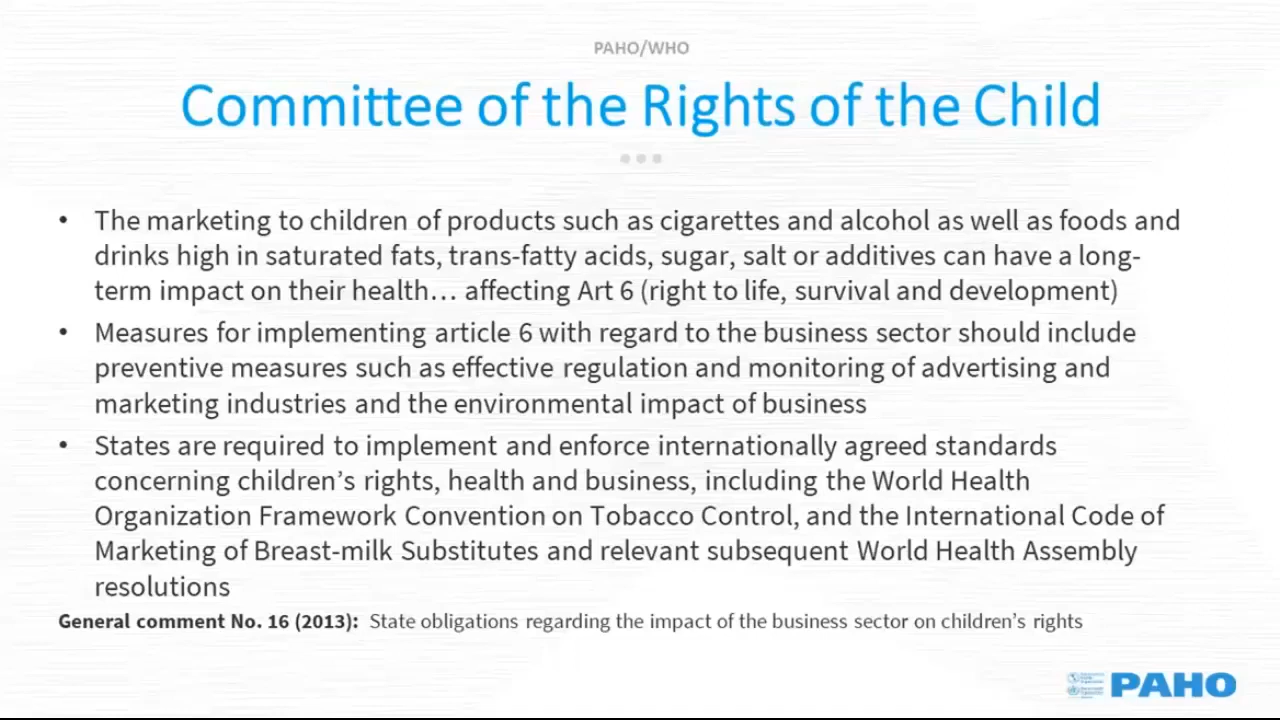 PAHO/WHO
Committee of the Rights of the Child
• The marketing to children of products such as cigarettes and alcohol as well as foods and
drinks high in saturated fats, trans-fatty acids, sugar, salt or additives can have a long-
term impact on their health… affecting Art 6 (right to life, survival and development)
• Measures for implementing article 6 with regard to the business sector should include
preventive measures such as effective regulation and monitoring of advertising and
marketing industries and the environmental impact of business
• States are required to implement and enforce internationally agreed standards
concerning children’s rights, health and business, including the World Health
Organization Framework Convention on Tobacco Control, and the International Code of
Marketing of Breast-milk Substitutes and relevant subsequent World Health Assembly
resolutions
General comment No. 16 (2013): State obligations regarding the impact of the business sector on children’s rights
PAHO